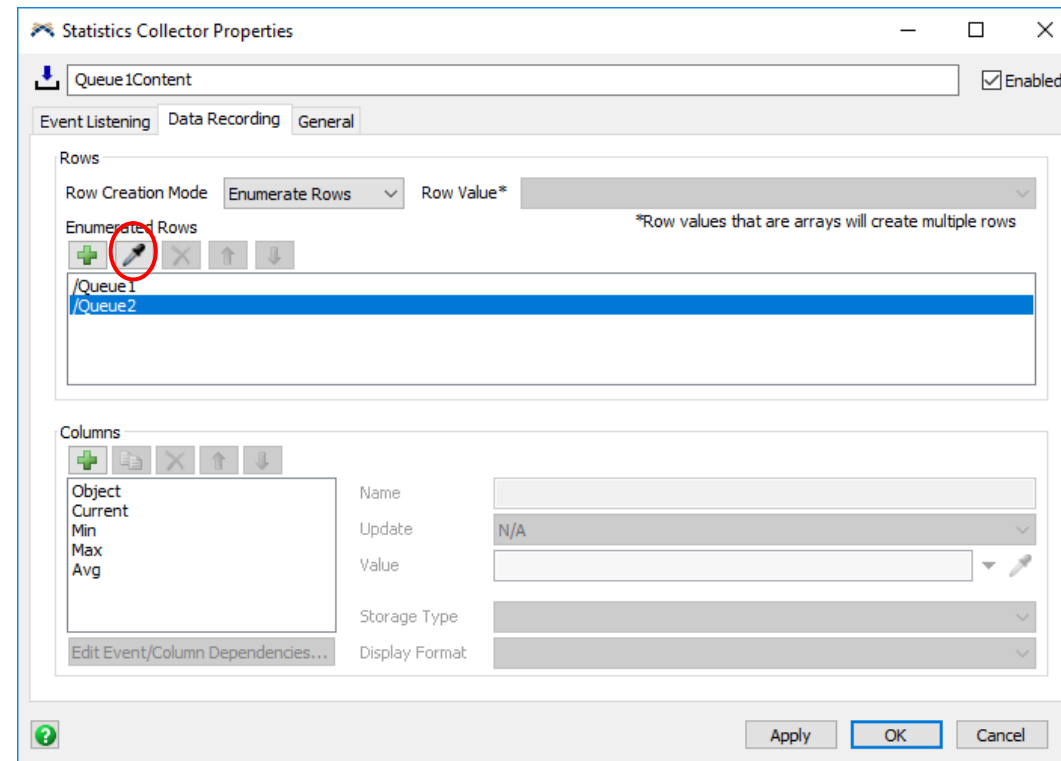 Statistics Collector Properties
Queue1Content
Enabled
Event Listening Data Recording General
Rows
Row Creation Mode Enumerate Rows Row Value*
*Row values that are arrays will create multiple rows
Enumerated Rows
/Queue1
/Queue2
Columns
Object
Current
Min
Max
Avg
Name
Update N/A
Value
Storage Type
Edit Event/Column Dependencies... Display Format
Apply OK Cancel